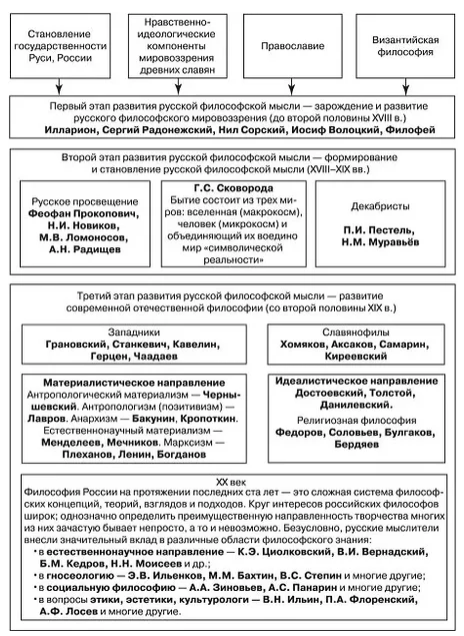 Становление
государственности
Руси, России
Нравственно-
идеологические
компоненты
мировоззрения
древних славян
Православие
Византийская
философия
Первый этап развития русской философской мысли — зарождение и развитие
русского философского мировоззрения (до второй половины XVIII в.)
Илларион, Сергий Радонежский, Нил Сорский, Иосиф Волоцкий, Филофей
Второй этап развития русской философской мысли — формирование
и становление русской философской мысли (XVIII–XIX вв.)
Русское просвещение
Феофан Прокопович,
Н.И. Новиков,
М.В. Ломоносов,
А.Н. Радищев
Г.С. Сковорода
Бытие состоит из трех ми-
ров: вселенная (макрокосм),
человек (микрокосм) и
объединяющий их воедино
мир «символической
реальности»
Декабристы
П.И. Пестель,
Н.М. Муравьёв
Третий этап развития русской философской мысли — развитие
современной отечественной философии (со второй половины XIX в.)
Западники
Грановский, Станкевич, Кавелин,
Герцен, Чаадаев
Славянофилы
Хомяков, Аксаков, Самарин,
Киреевский
Материалистическое направление
Антропологический материализм — Черны-
шевский. Антропологизм (позитивизм) —
Лавров. Анархизм — Бакунин, Кропоткин.
Естественнонаучный материализм —
Менделеев, Мечников. Марксизм —
Плеханов, Ленин, Богданов
Идеалистическое направление
Достоевский, Толстой,
Данилевский.
Религиозная философия
Федоров, Соловьев, Булгаков,
Бердяев
XX век
Философия России на протяжении последних ста лет — это сложная система философ-
ских концепций, теорий, взглядов и подходов. Круг интересов российских философов
широк; однозначно определить преимущественную направленность творчества многих
из них зачастую бывает непросто, а то и невозможно. Безусловно, русские мыслители
внесли значительный вклад в различные области философского знания:
• в естественнонаучное направление — К.Э. Циолковский, В.И. Вернадский,
Б.М. Кедров, Н.Н. Моисеев и др.;
• в гносеологию — Э.В. Ильенков, М.М. Бахтин, В.С. Степин и многие другие;
• в социальную философию — А.А. Зиновьев, А.С. Панарин и многие другие;
• в вопросы этики, эстетики, культурологи — В.Н. Ильин, П.А. Флоренский,
А.Ф. Лосев и многие другие.